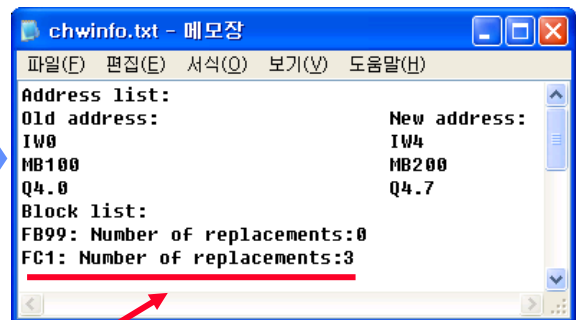 chwinfo.txt - 메모장
파일(F) 편집(E) 서식(O) 보기(V) 도움말(H)
Address list:
Old address: New address:
IW0 IW4
MB100 MB200
Q4.0 Q4.7
Block list:
FB99: Number of replacements:0
FC1: Number of replacements:3